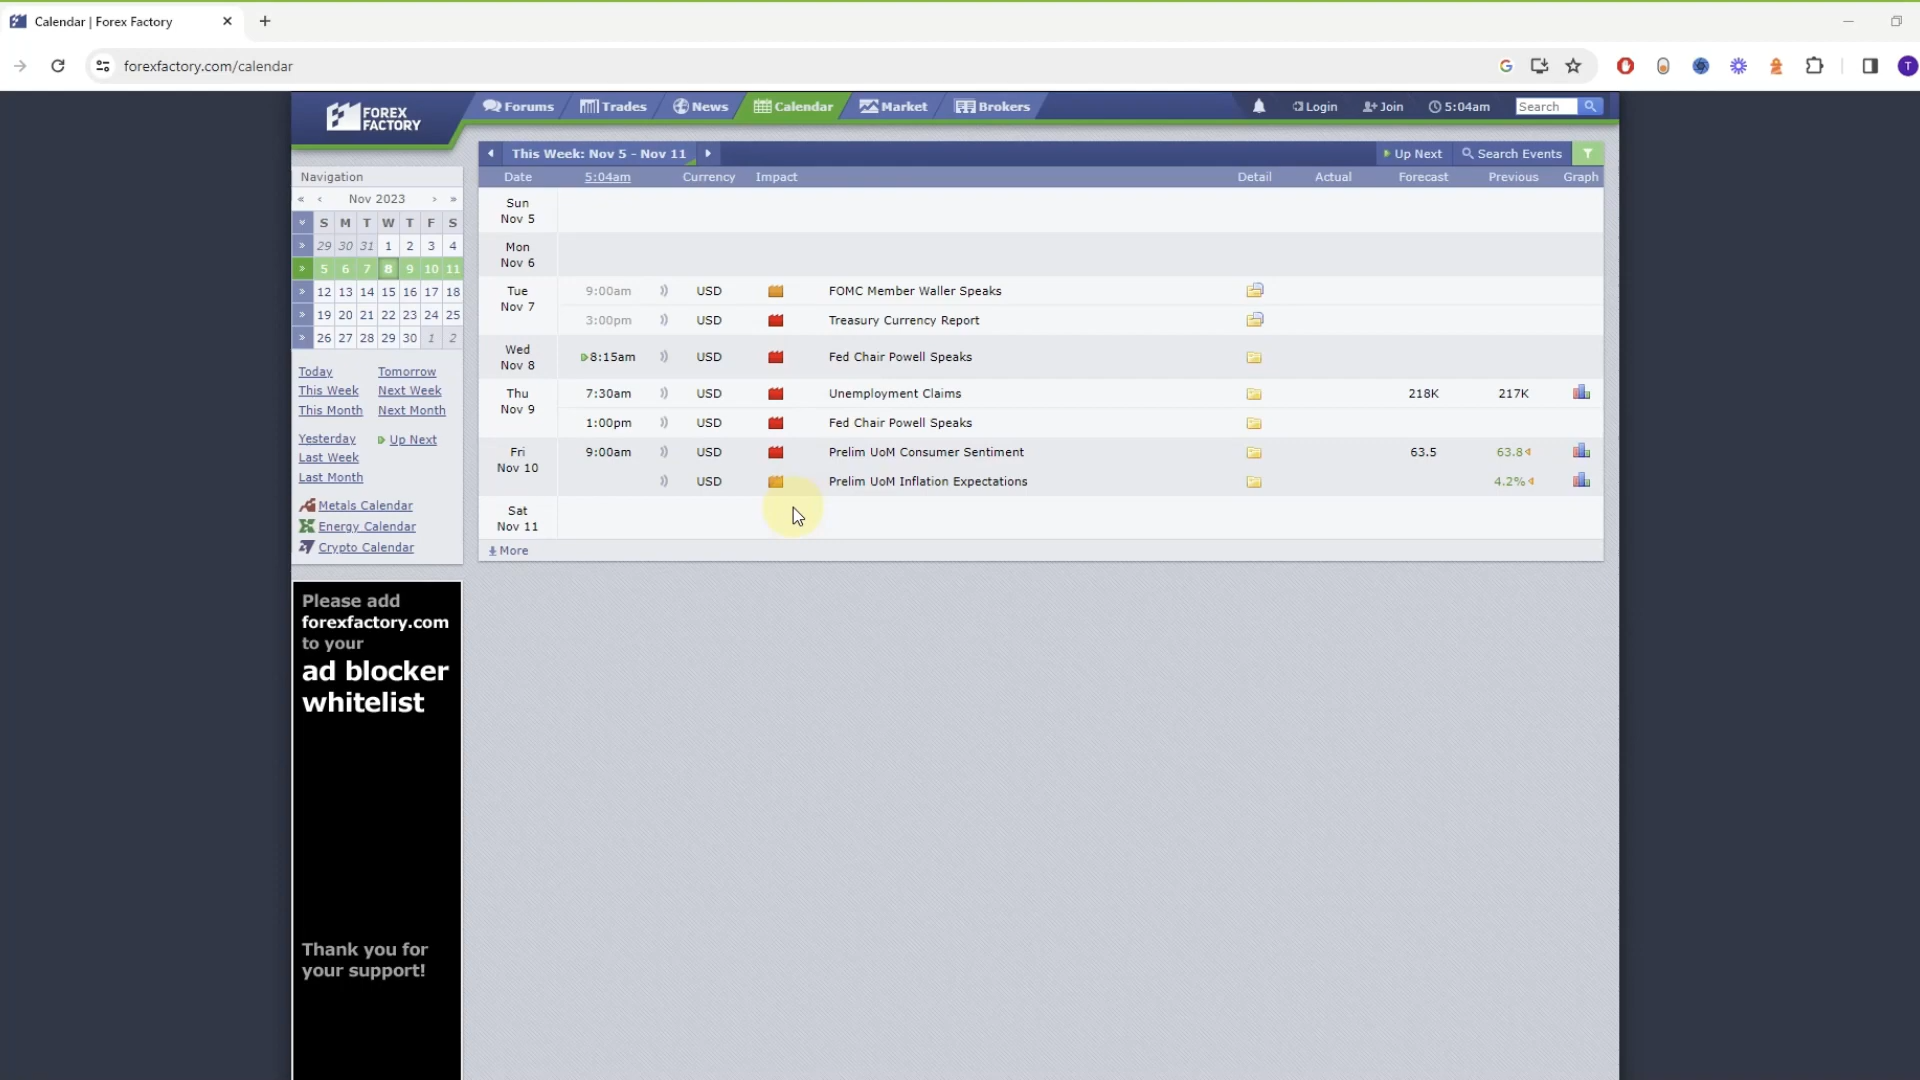 Calendar | Forex Factory
forexfactory.com/calendar
T
FOREX FACTORY
Forums Trades News Calendar Market Brokers Login Join 5:04am Search
This Week: Nov 5 - Nov 11 Up Next Search Events
Date 5:04am Currency Impact Detail Actual Forecast Previous Graph
Sun
Nov 5
Mon
Nov 6
Tue
Nov 7
9:00am USD FOMC Member Waller Speaks
3:00pm USD Treasury Currency Report
Wed
Nov 8
8:15am USD Fed Chair Powell Speaks
Thu
Nov 9
7:30am USD Unemployment Claims 218K 217K
1:00pm USD Fed Chair Powell Speaks
Fri
Nov 10
9:00am USD Prelim UoM Consumer Sentiment 63.5 63.8
USD Prelim UoM Inflation Expectations 4.2%
Sat
Nov 11
More
Navigation
« ‹ Nov 2023 › »
S M T W T F S
» 29 30 31 1 2 3 4
» 5 6 7 8 9 10 11
» 12 13 14 15 16 17 18
» 19 20 21 22 23 24 25
» 26 27 28 29 30 1 2
Today Tomorrow
This Week Next Week
This Month Next Month
Yesterday Up Next
Last Week
Last Month
Metals Calendar
Energy Calendar
Crypto Calendar
Please add
forexfactory.com
to your
ad blocker
whitelist
Thank you for
your support!